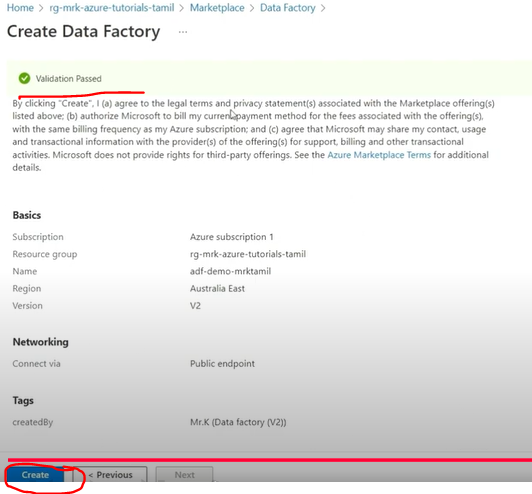 Home > rg-mrk-azure-tutorials-tamil > Marketplace > Data Factory >
Create Data Factory ...
Validation Passed
By clicking "Create", I (a) agree to the legal terms and privacy statement(s) associated with the Marketplace offering(s)
listed above; (b) authorize Microsoft to bill my current payment method for the fees associated with the offering(s),
with the same billing frequency as my Azure subscription; and (c) agree that Microsoft may share my contact, usage
and transactional information with the provider(s) of the offering(s) for support, billing and other transactional
activities. Microsoft does not provide rights for third-party offerings. See the Azure Marketplace Terms for additional
details.
Basics
Subscription Azure subscription 1
Resource group rg-mrk-azure-tutorials-tamil
Name adf-demo-mrktamil
Region Australia East
Version V2
Networking
Connect via Public endpoint
Tags
createdBy Mr.K (Data factory (V2))
Create < Previous Next